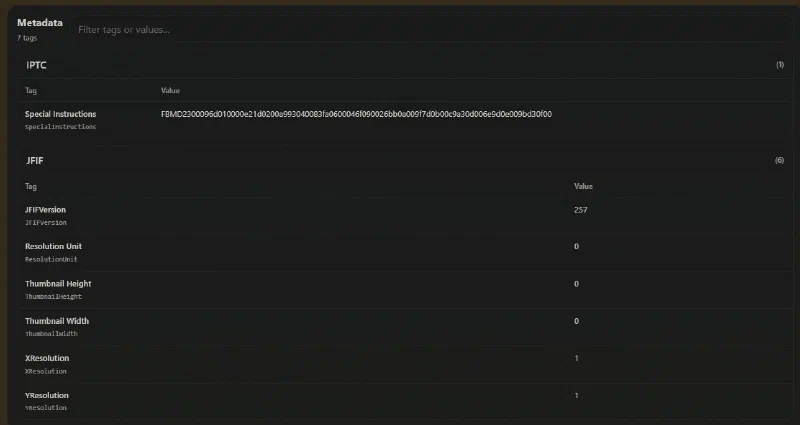 Metadata
7 tags
Filter tags or values...
IPTC (1)
Tag Value
Special Instructions FBMD2300096d010000e21d0200a993040083fa0600046f090026bb0a009f7d0b00c9a30d006e9d0e009bd30f00
SpecialInstructions
JFIF (6)
Tag Value
JFIFVersion 257
JFIFVersion
Resolution Unit 0
ResolutionUnit
Thumbnail Height 0
ThumbnailHeight
Thumbnail Width 0
ThumbnailWidth
XResolution 1
XResolution
YResolution 1
YResolution